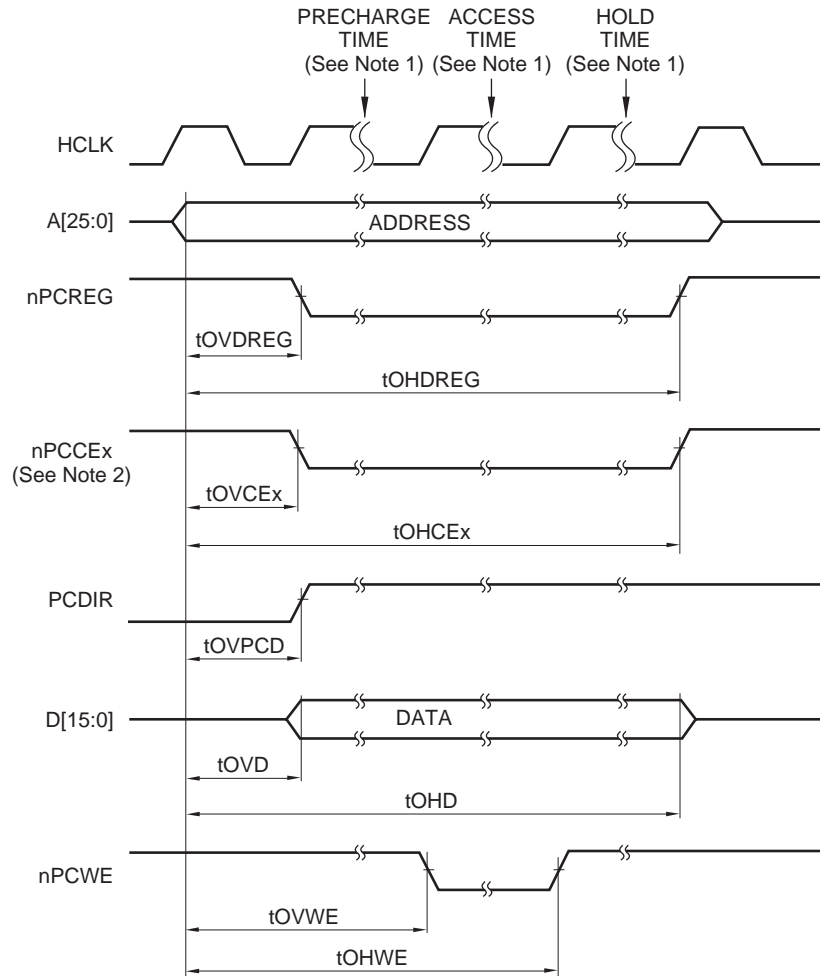 PRECHARGE TIME (See Note 1)
ACCESS TIME (See Note 1)
HOLD TIME (See Note 1)
HCLK
A[25:0]
ADDRESS
nPCREG
tOVDREG
tOHDREG
nPCCEx
(See Note 2)
tOVCEx
tOHCEx
PCDIR
tOVPCD
D[15:0]
DATA
tOVD
tOHD
nPCWE
tOVWE
tOHWE